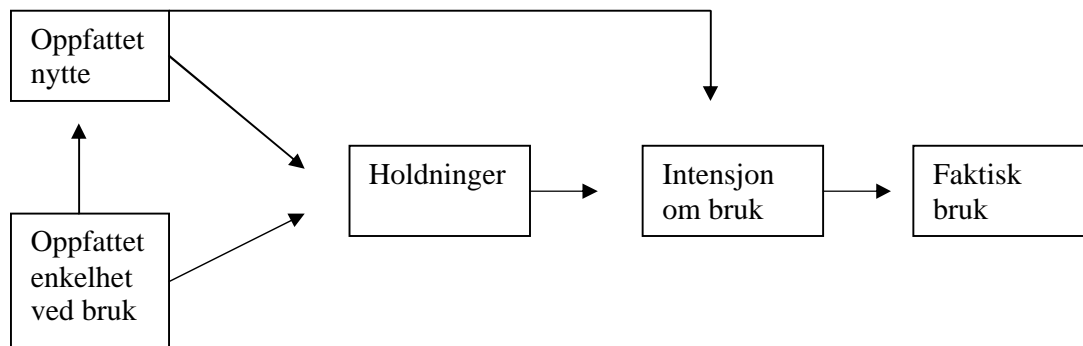 Oppfattet
nytte
Holdninger
Intensjon
om bruk
Faktisk
bruk
Oppfattet
enkelhet
ved bruk